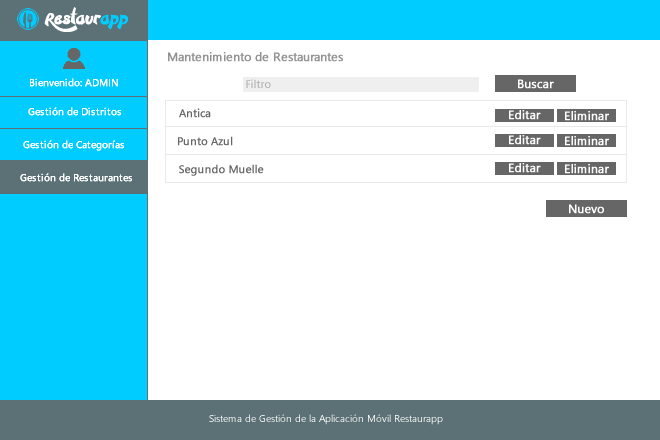 Restaurapp
Bienvenido: ADMIN
Gestión de Distritos
Gestión de Categorías
Gestión de Restaurantes
Mantenimiento de Restaurantes
Filtro Buscar
Antica Editar Eliminar
Punto Azul Editar Eliminar
Segundo Muelle Editar Eliminar
Nuevo
Sistema de Gestión de la Aplicación Móvil Restaurapp